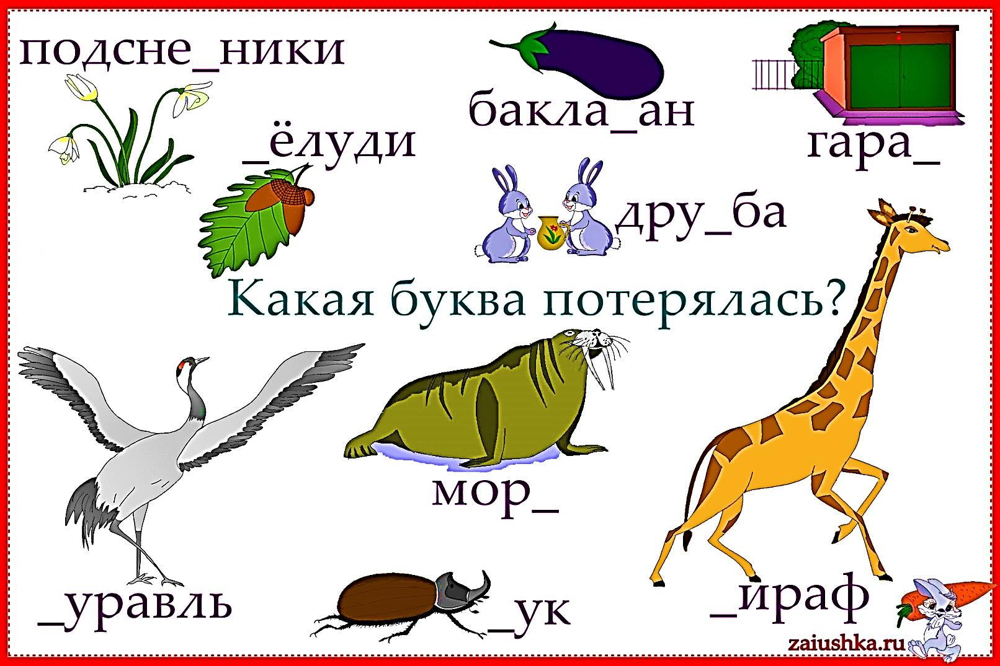 подсне_ники
бакла_ан
гара_
_ёлуди
дру_ба
Какая буква потерялась?
мор_
_уравль
_ук
_ираф
zaiushka.ru